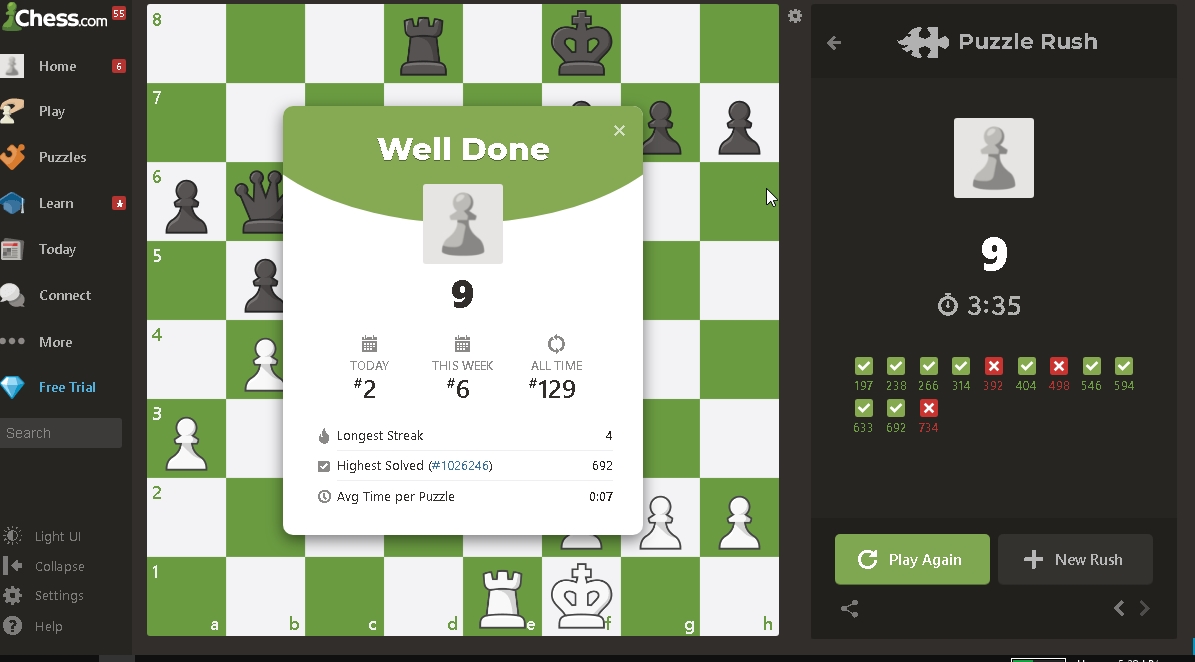 Chess.com 55
Home 6
Play
Puzzles
Learn
Today
Connect
More
Free Trial
Search
Light UI
Collapse
Settings
Help
8
7
6
5
4
3
2
1
a b c d e f g h
Well Done
9
TODAY THIS WEEK ALL TIME
#2 #6 #129
Longest Streak 4
Highest Solved (#1026246) 692
Avg Time per Puzzle 0:07
Puzzle Rush
9
3:35
197 238 266 314 392 404 498 546 594
633 692 734
Play Again
New Rush